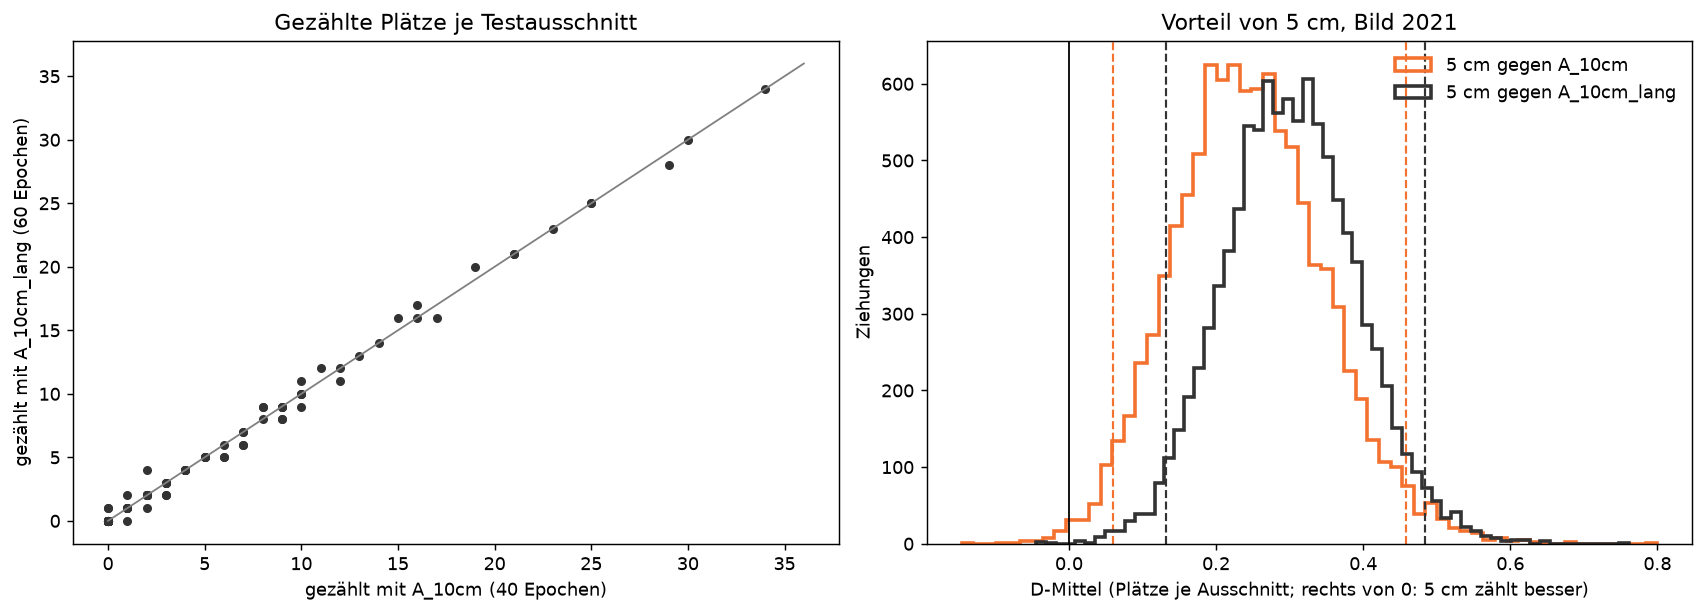 Gezählte Plätze je Testausschnitt
gezählt mit A_10cm_lang (60 Epochen)
35
30
25
20
15
10
5
0
0 5 10 15 20 25 30 35
gezählt mit A_10cm (40 Epochen)
Vorteil von 5 cm, Bild 2021
5 cm gegen A_10cm
5 cm gegen A_10cm_lang
Ziehungen
600
500
400
300
200
100
0
0.0 0.2 0.4 0.6 0.8
D-Mittel (Plätze je Ausschnitt; rechts von 0: 5 cm zählt besser)